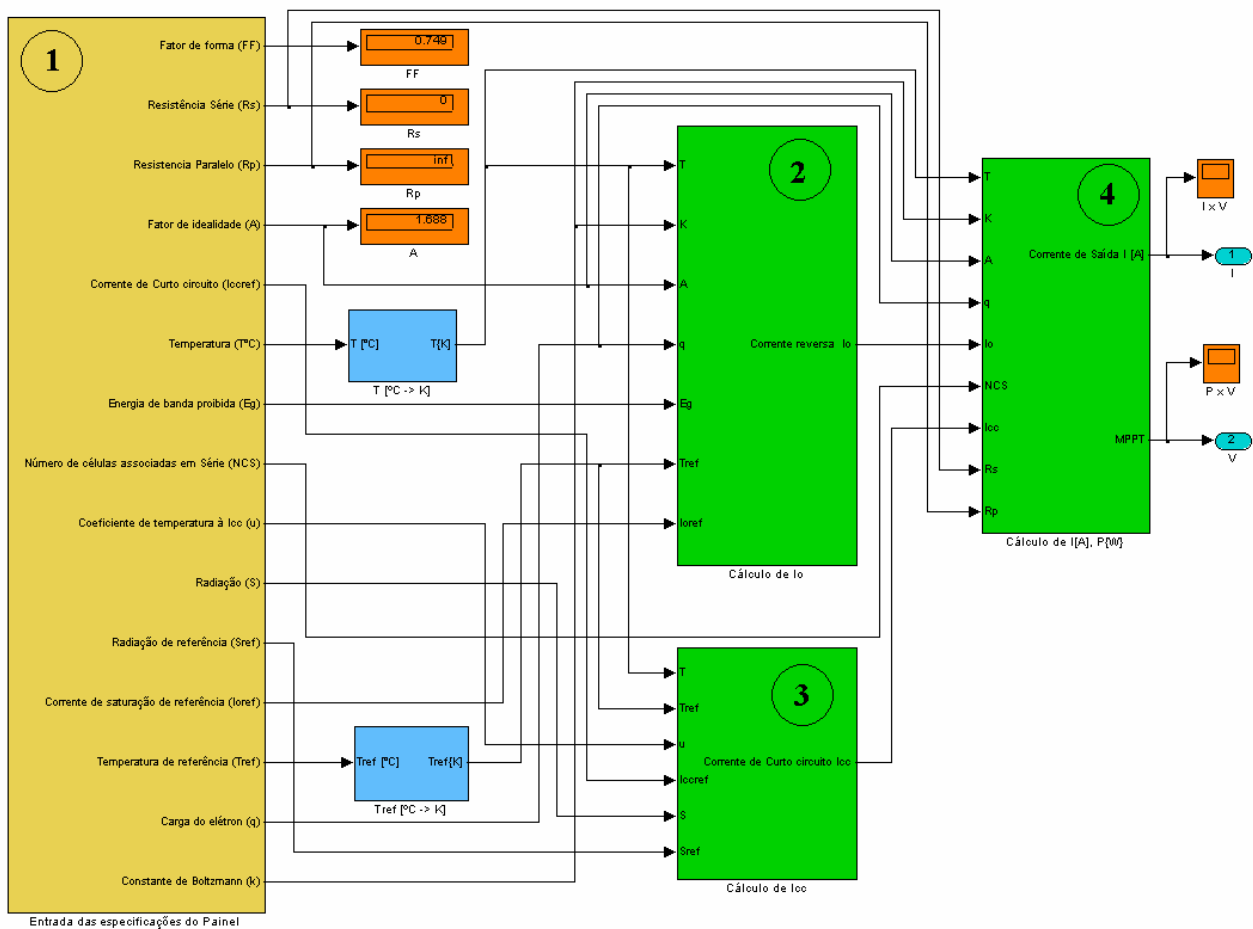 1
Fator de forma (FF)
Resistência Série (Rs)
Resistencia Paralelo (Rp)
Fator de idealidade (A)
Corrente de Curto circuito (Iccref)
Temperatura (TºC)
Energia de banda proibida (Eg)
Número de células associadas em Série (NCS)
Coeficiente de temperatura à Icc (u)
Radiação (S)
Radiação de referência (Sref)
Corrente de saturação de referência (Ioref)
Temperatura de referência (Tref)
Carga do elétron (q)
Constante de Boltzmann (k)
Entrada das especificações do Painel
0.749
FF
0
Rs
inf
Rp
1.688
A
T [ºC] T{K}
T [ºC -> K]
Tref [ºC] Tref{K}
Tref [ºC -> K]
2
T
K
A
q
Corrente reversa Io
Eg
Tref
Ioref
Cálculo de Io
3
T
Tref
u
Corrente de Curto circuito Icc
Iccref
S
Sref
Cálculo de Icc
4
T
K
Corrente de Saída I [A]
A
q
Io
NCS
Icc
MPPT
Rs
Rp
Cálculo de I[A], P{W}
I x V
1
I
P x V
2
V